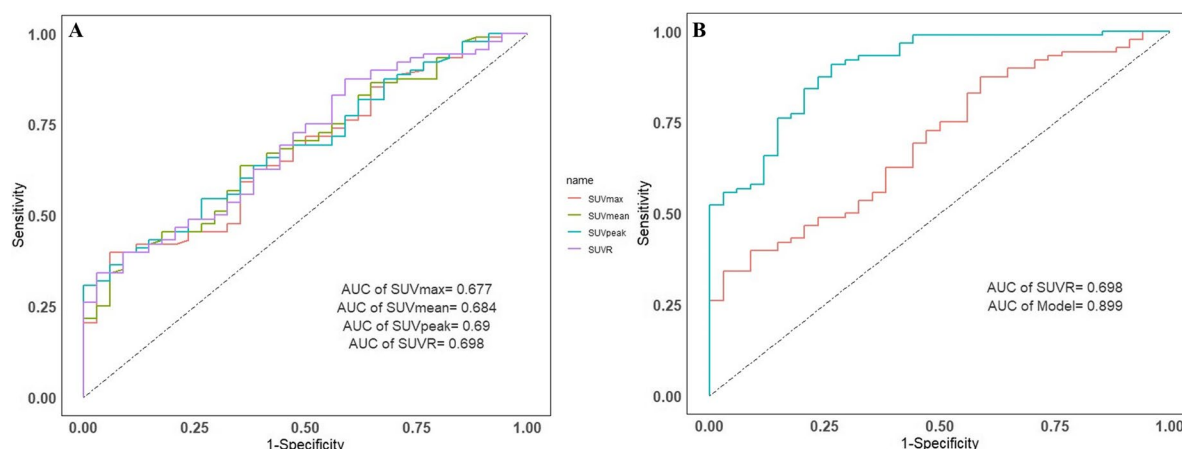 A
1.00
0.75
0.50
0.25
0.00
Sensitivity
AUC of SUVmax= 0.677
AUC of SUVmean= 0.684
AUC of SUVpeak= 0.69
AUC of SUVR= 0.698
0.00 0.25 0.50 0.75 1.00
1-Specificity
name
SUVmax
SUVmean
SUVpeak
SUVR
B
1.00
0.75
0.50
0.25
0.00
Sensitivity
AUC of SUVR= 0.698
AUC of Model= 0.899
0.00 0.25 0.50 0.75 1.00
1-Specificity